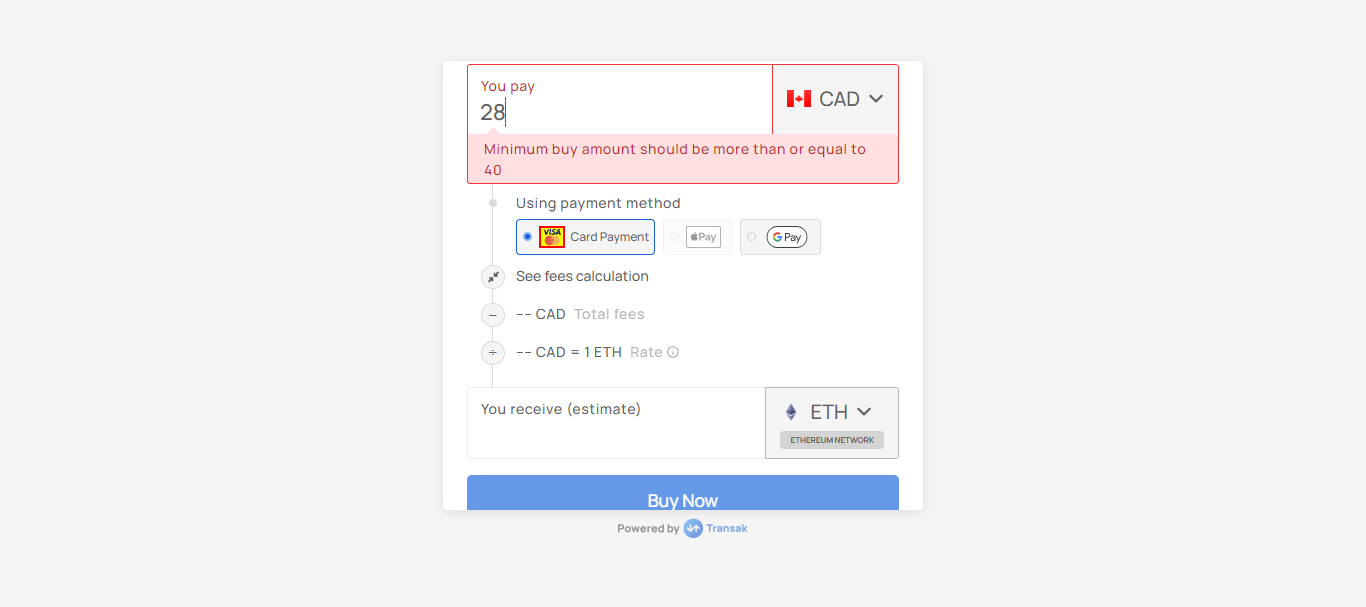 You pay
28
CAD
Minimum buy amount should be more than or equal to
40
Using payment method
VISA Card Payment Pay G Pay
See fees calculation
-- CAD Total fees
-- CAD = 1 ETH Rate
You receive (estimate)
ETH
ETHEREUM NETWORK
Buy Now
Powered by Transak